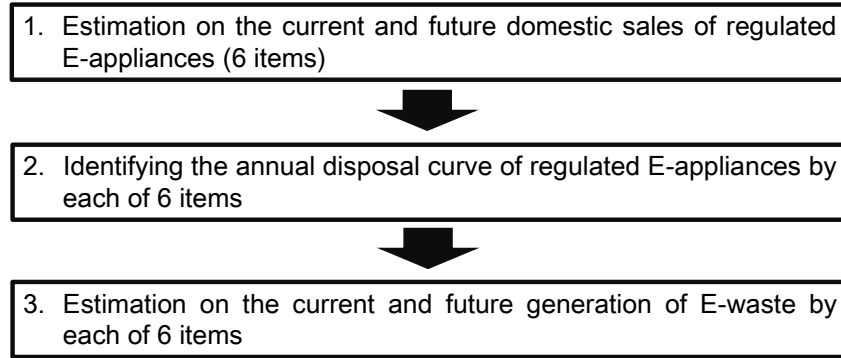 1. Estimation on the current and future domestic sales of regulated
E-appliances (6 items)
2. Identifying the annual disposal curve of regulated E-appliances by
each of 6 items
3. Estimation on the current and future generation of E-waste by
each of 6 items